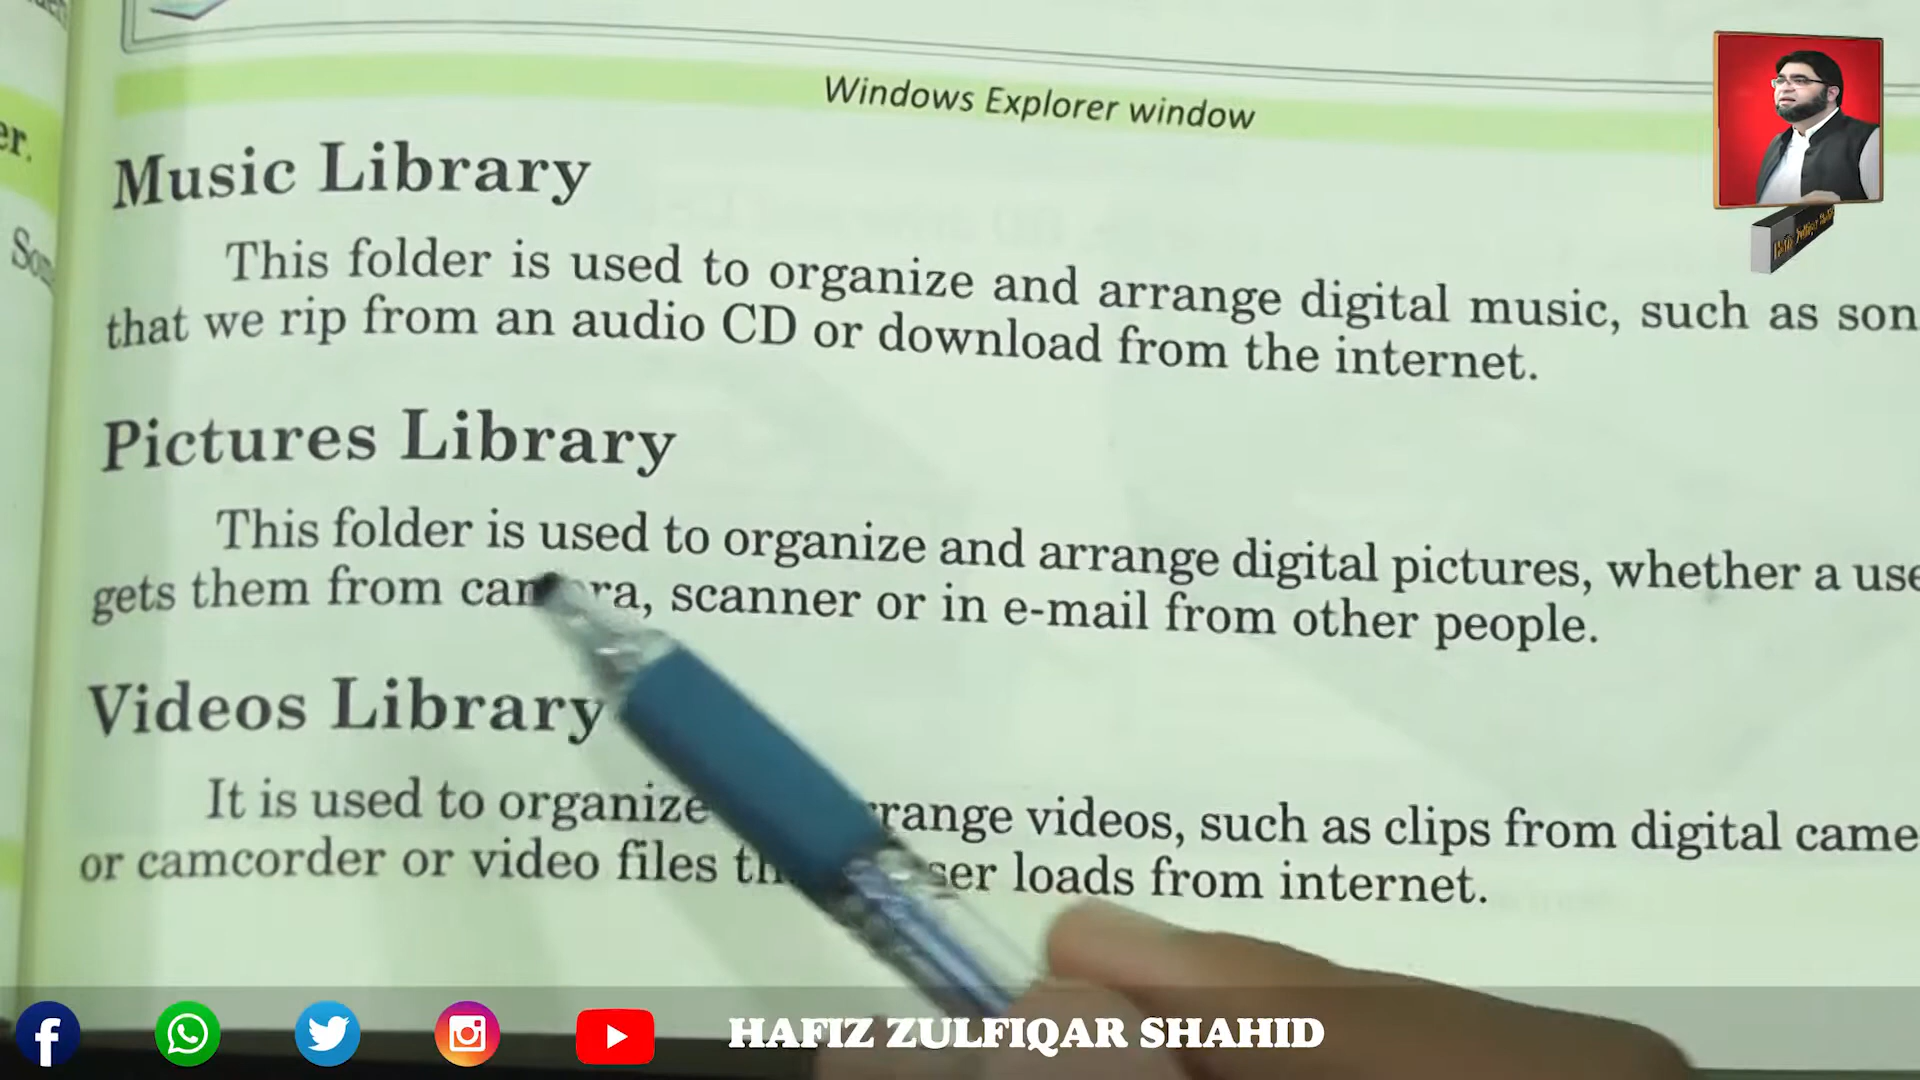 er.
Windows Explorer window
Music Library
This folder is used to organize and arrange digital music, such as son
that we rip from an audio CD or download from the internet.
Pictures Library
This folder is used to organize and arrange digital pictures, whether a use
gets them from camera, scanner or in e-mail from other people.
Videos Library
It is used to organize range videos, such as clips from digital came
or camcorder or video files ser loads from internet.
HAFIZ ZULFIQAR SHAHID